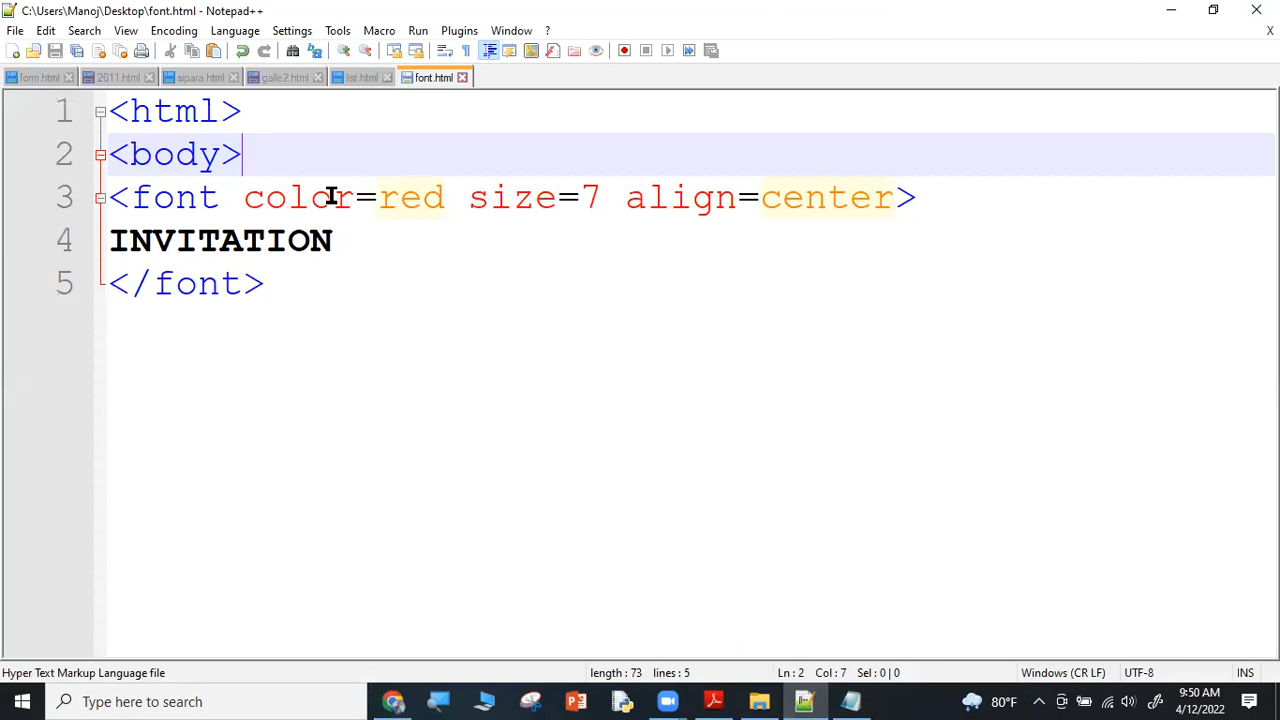 C:\Users\Manoj\Desktop\font.html - Notepad++
File Edit Search View Encoding Language Settings Tools Macro Run Plugins Window ? X
form.html 2011.html sipara.html galle2.html list.html font.html
1 <html>
2 <body>
3 <font color=red size=7 align=center>
4 INVITATION
5 </font>
Hyper Text Markup Language file length : 73 lines : 5 Ln : 2 Col : 7 Sel : 0 | 0 Windows (CR LF) UTF-8 INS
Type here to search 80°F 9:50 AM
4/12/2022